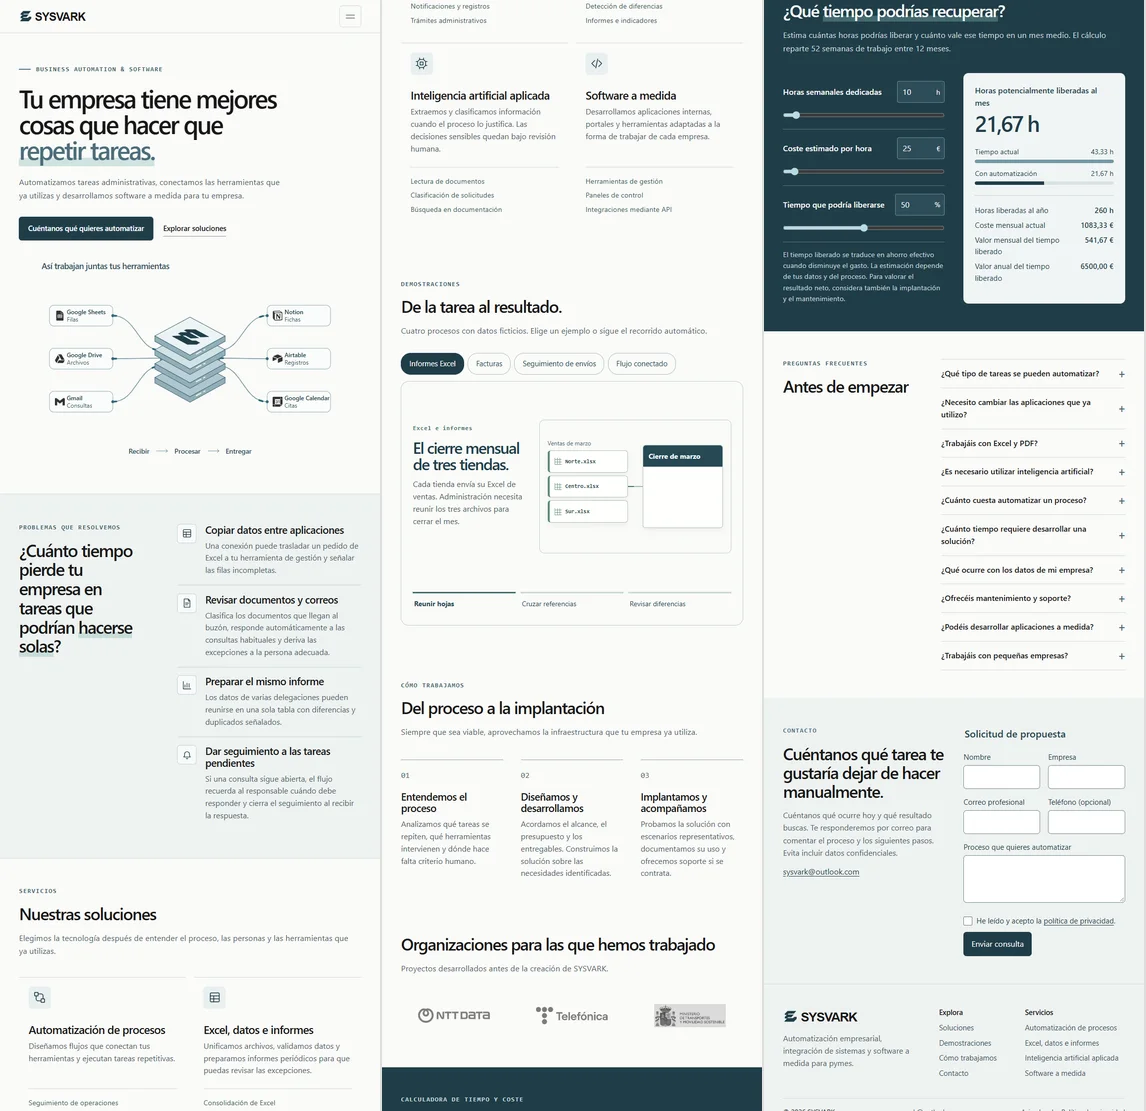 SYSVARK
BUSINESS AUTOMATION & SOFTWARE
Tu empresa tiene mejores
cosas que hacer que
repetir tareas.
Automatizamos tareas administrativas, conectamos las herramientas que
ya utilizas y desarrollamos software a medida para tu empresa.
Cuéntanos qué quieres automatizar
Explorar soluciones
Así trabajan juntas tus herramientas
Google Sheets
Filas
Google Drive
Archivos
Gmail
Consultas
Notion
Fichas
Airtable
Registros
Google Calendar
Citas
Recibir → Procesar → Entregar
PROBLEMAS QUE RESOLVEMOS
¿Cuánto tiempo
pierde tu
empresa en
tareas que
podrían hacerse
solas?
Copiar datos entre aplicaciones
Una conexión puede trasladar un pedido de
Excel a tu herramienta de gestión y señalar
las filas incompletas.
Revisar documentos y correos
Clasifica los documentos que llegan al
buzón, responde automáticamente a las
consultas habituales y deriva las
excepciones a la persona adecuada.
Preparar el mismo informe
Los datos de varias delegaciones pueden
reunirse en una sola tabla con diferencias y
duplicados señalados.
Dar seguimiento a las tareas
pendientes
Si una consulta sigue abierta, el flujo
recuerda al responsable cuándo debe
responder y cierra el seguimiento al recibir
la respuesta.
SERVICIOS
Nuestras soluciones
Elegimos la tecnología después de entender el proceso, las personas y las herramientas que
ya utilizas.
Automatización de procesos
Diseñamos flujos que conectan tus
herramientas y ejecutan tareas repetitivas.
Seguimiento de operaciones
Excel, datos e informes
Unificamos archivos, validamos datos y
preparamos informes periódicos para que
puedas revisar las excepciones.
Consolidación de Excel
Notificaciones y registros
Trámites administrativos
Detección de diferencias
Informes e indicadores
Inteligencia artificial aplicada
Extraemos y clasificamos información
cuando el proceso lo justifica. Las
decisiones sensibles quedan bajo revisión
humana.
Lectura de documentos
Clasificación de solicitudes
Búsqueda en documentación
Software a medida
Desarrollamos aplicaciones internas,
portales y herramientas adaptadas a la
forma de trabajar de cada empresa.
Herramientas de gestión
Paneles de control
Integraciones mediante API
DEMOSTRACIONES
De la tarea al resultado.
Cuatro procesos con datos ficticios. Elige un ejemplo o sigue el recorrido automático.
Informes Excel
Facturas
Seguimiento de envíos
Flujo conectado
Excel e informes
El cierre mensual
de tres tiendas.
Cada tienda envía su Excel de
ventas. Administración necesita
reunir los tres archivos para
cerrar el mes.
Ventas de marzo
Norte.xlsx
Centro.xlsx
Sur.xlsx
Cierre de marzo
Reunir hojas
Cruzar referencias
Revisar diferencias
CÓMO TRABAJAMOS
Del proceso a la implantación
Siempre que sea viable, aprovechamos la infraestructura que tu empresa ya utiliza.
01
Entendemos el
proceso
Analizamos qué tareas se
repiten, qué herramientas
intervienen y dónde hace
falta criterio humano.
02
Diseñamos y
desarrollamos
Acordamos el alcance, el
presupuesto y los
entregables. Construimos la
solución sobre las
necesidades identificadas.
03
Implantamos y
acompañamos
Probamos la solución con
escenarios representativos,
documentamos su uso y
ofrecemos soporte si se
contrata.
Organizaciones para las que hemos trabajado
Proyectos desarrollados antes de la creación de SYSVARK.
NTT DATA
Telefónica
MINISTERIO
DE TRANSPORTES
Y MOVILIDAD SOSTENIBLE
CALCULADORA DE TIEMPO Y COSTE
¿Qué tiempo podrías recuperar?
Estima cuántas horas podrías liberar y cuánto vale ese tiempo en un mes medio. El cálculo
reparte 52 semanas de trabajo entre 12 meses.
Horas semanales dedicadas
10 h
Coste estimado por hora
25 €
Tiempo que podría liberarse
50 %
El tiempo liberado se traduce en ahorro efectivo
cuando disminuye el gasto. La estimación depende
de tus datos y del proceso. Para valorar el
resultado neto, considera también la implantación
y el mantenimiento.
Horas potencialmente liberadas al
mes
21,67 h
Tiempo actual 43,33 h
Con automatización 21,67 h
Horas liberadas al año 260 h
Coste mensual actual 1083,33 €
Valor mensual del tiempo
liberado 541,67 €
Valor anual del tiempo
liberado 6500,00 €
PREGUNTAS FRECUENTES
Antes de empezar
¿Qué tipo de tareas se pueden automatizar? +
¿Necesito cambiar las aplicaciones que ya
utilizo? +
¿Trabajáis con Excel y PDF? +
¿Es necesario utilizar inteligencia artificial? +
¿Cuánto cuesta automatizar un proceso? +
¿Cuánto tiempo requiere desarrollar una
solución? +
¿Qué ocurre con los datos de mi empresa? +
¿Ofrecéis mantenimiento y soporte? +
¿Podéis desarrollar aplicaciones a medida? +
¿Trabajáis con pequeñas empresas? +
CONTACTO
Cuéntanos qué tarea te
gustaría dejar de hacer
manualmente.
Cuéntanos qué ocurre hoy y qué resultado
buscas. Te responderemos por correo para
comentar el proceso y los siguientes pasos.
Evita incluir datos confidenciales.
sysvark@outlook.com
Solicitud de propuesta
Nombre
Empresa
Correo profesional
Teléfono (opcional)
Proceso que quieres automatizar
He leído y acepto la política de privacidad.
Enviar consulta
SYSVARK
Automatización empresarial,
integración de sistemas y software a
medida para pymes.
Explora
Soluciones
Demostraciones
Cómo trabajamos
Contacto
Servicios
Automatización de procesos
Excel, datos e informes
Inteligencia artificial aplicada
Software a medida